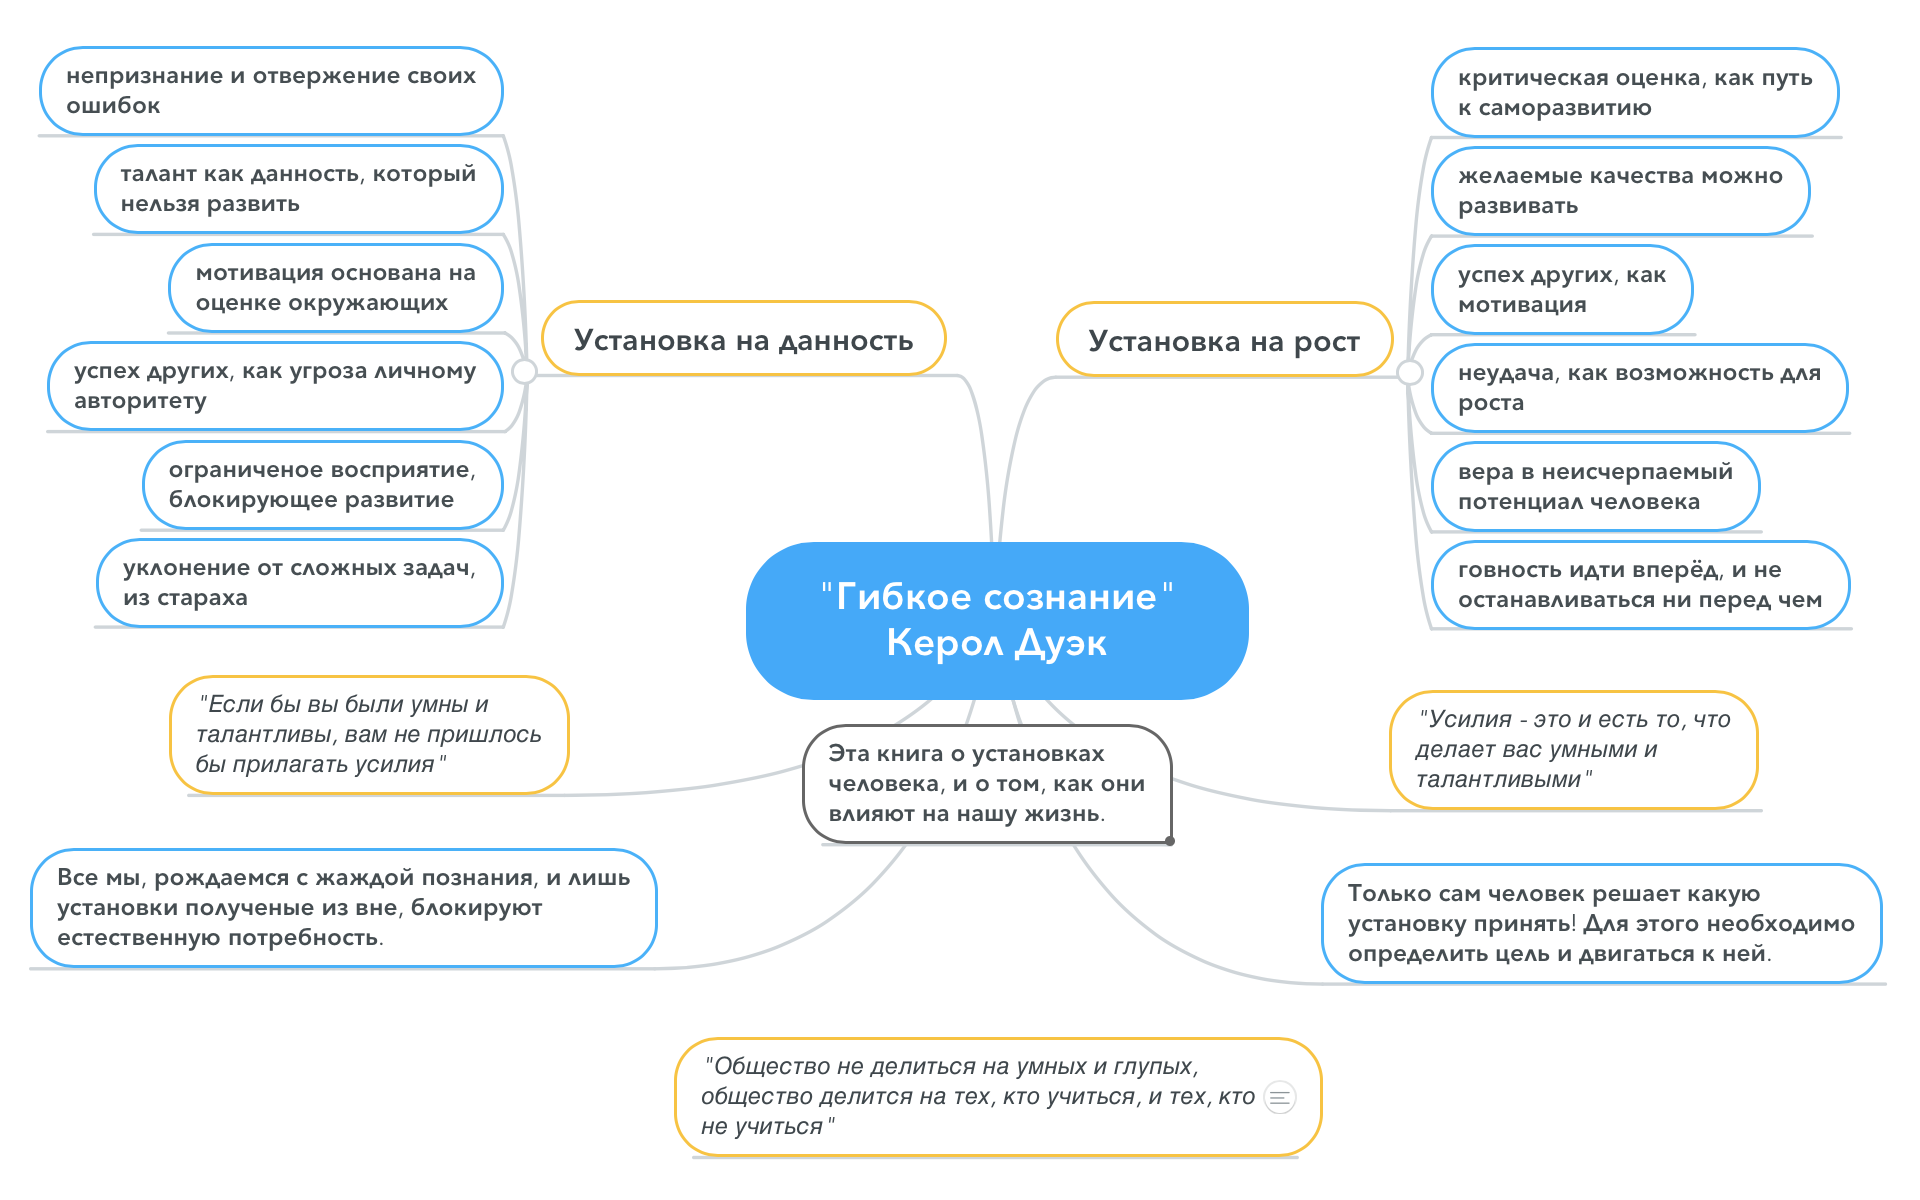 непризнание и отвержение своих
ошибок
талант как данность, который
нельзя развить
мотивация основана на
оценке окружающих
успех других, как угроза личному
авторитету
ограниченое восприятие,
блокирующее развитие
уклонение от сложных задач,
из стараха
Установка на данность
Установка на рост
критическая оценка, как путь
к саморазвитию
желаемые качества можно
развивать
успех других, как
мотивация
неудача, как возможность для
роста
вера в неисчерпаемый
потенциал человека
говность идти вперёд, и не
останавливаться ни перед чем
"Гибкое сознание"
Керол Дуэк
"Если бы вы были умны и
талантливы, вам не пришлось
бы прилагать усилия"
Эта книга о установках
человека, и о том, как они
влияют на нашу жизнь.
"Усилия - это и есть то, что
делает вас умными и
талантливыми"
Все мы, рождаемся с жаждой познания, и лишь
установки полученые из вне, блокируют
естественную потребность.
Только сам человек решает какую
установку принять! Для этого необходимо
определить цель и двигаться к ней.
"Общество не делиться на умных и глупых,
общество делится на тех, кто учиться, и тех, кто
не учиться"